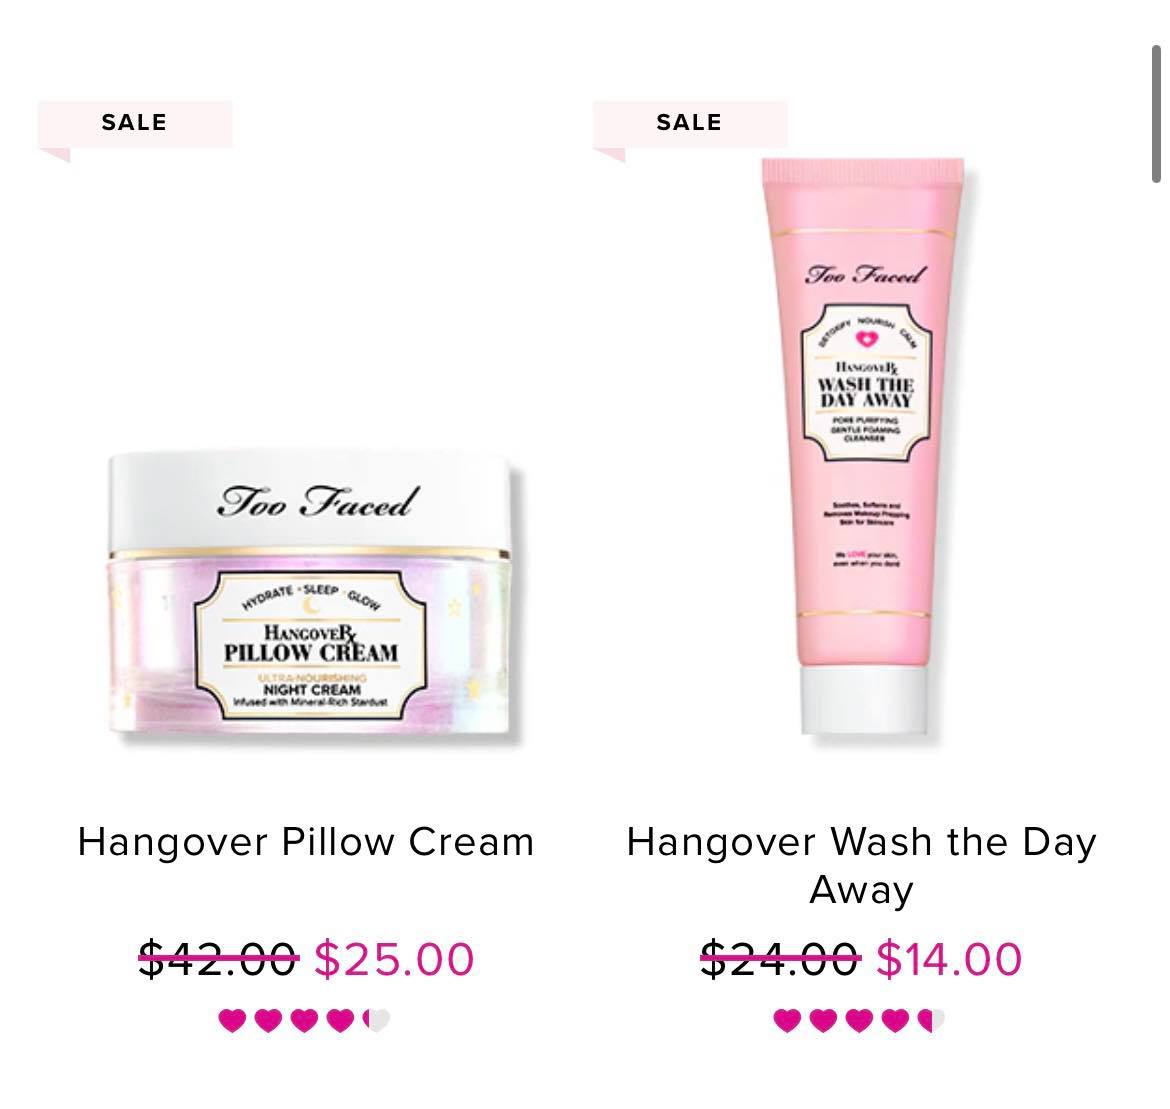 SALE
Too Faced
HYDRATE · SLEEP · GLOW
HANGOVERX
PILLOW CREAM
ULTRA-NOURISHING
NIGHT CREAM
Infused with Mineral-Rich Stardust
Hangover Pillow Cream
$42.00 $25.00
SALE
Too Faced
DETOXIFY NOURISH CALM
HANGOVERX
WASH THE
DAY AWAY
PORE PURIFYING
GENTLE FOAMING
CLEANSER
Soothes, Softens and
Removes Makeup Prepping
Skin for Skincare
We LOVE your skin,
even when you don't
Hangover Wash the Day
Away
$24.00 $14.00